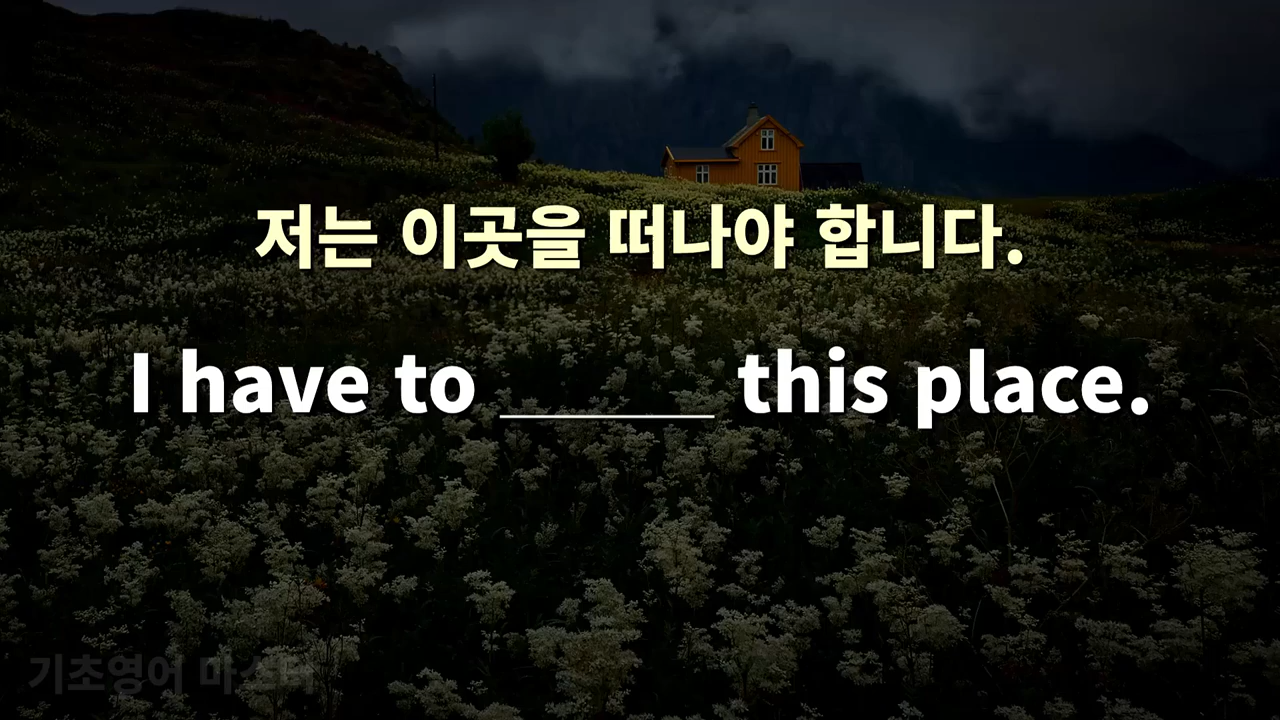 저는 이곳을 떠나야 합니다.
I have to ______ this place.
기초영어 마스터